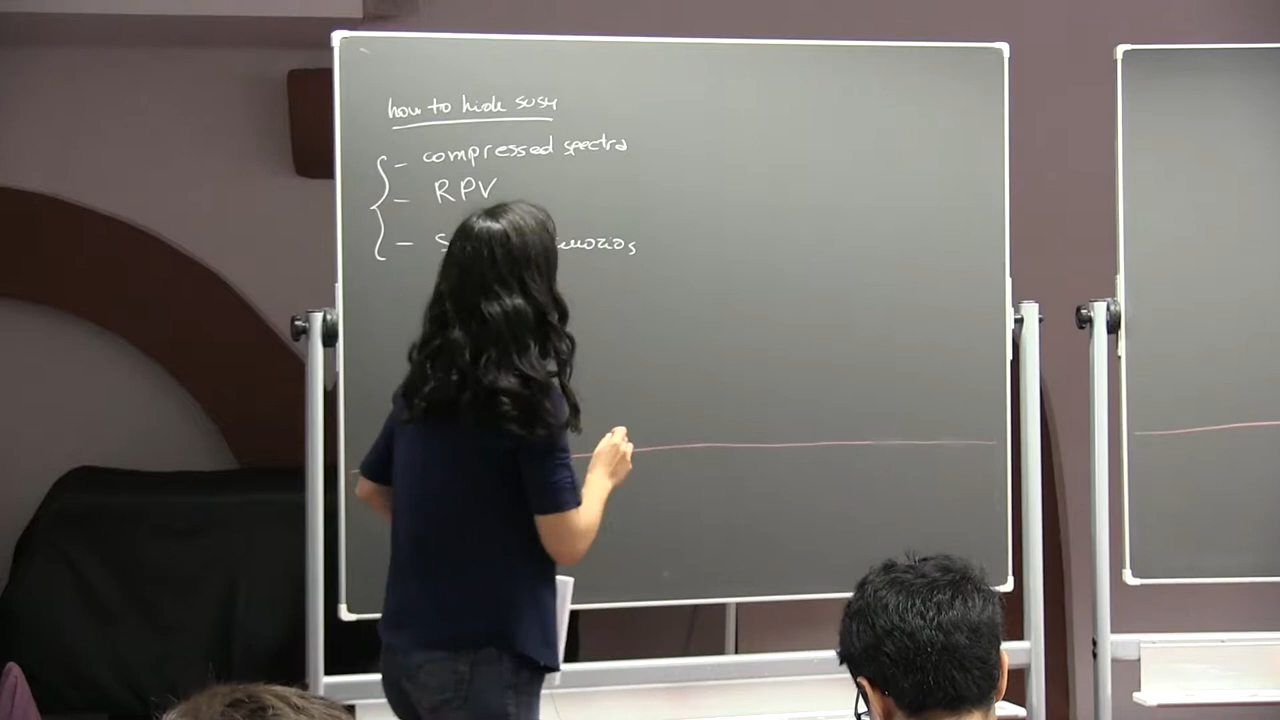 how to hide susy
- compressed spectra
- RPV
-